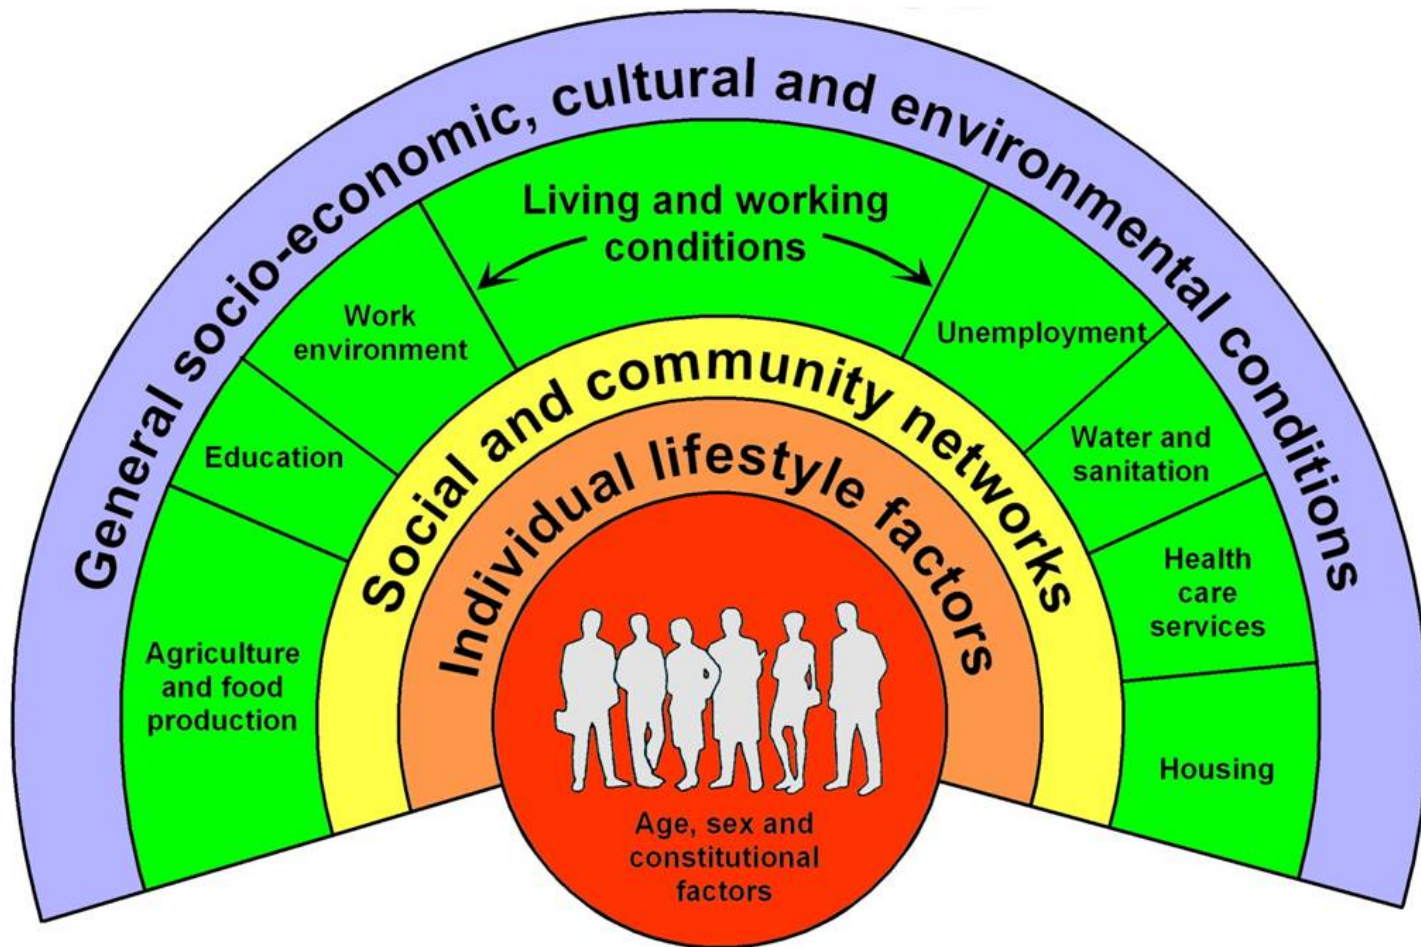 General socio-economic, cultural and environmental conditions
Living and working
conditions
Work
environment
Unemployment
Education
Water and
sanitation
Agriculture
and food
production
Health
care
services
Housing
Social and community networks
Individual lifestyle factors
Age, sex and
constitutional
factors